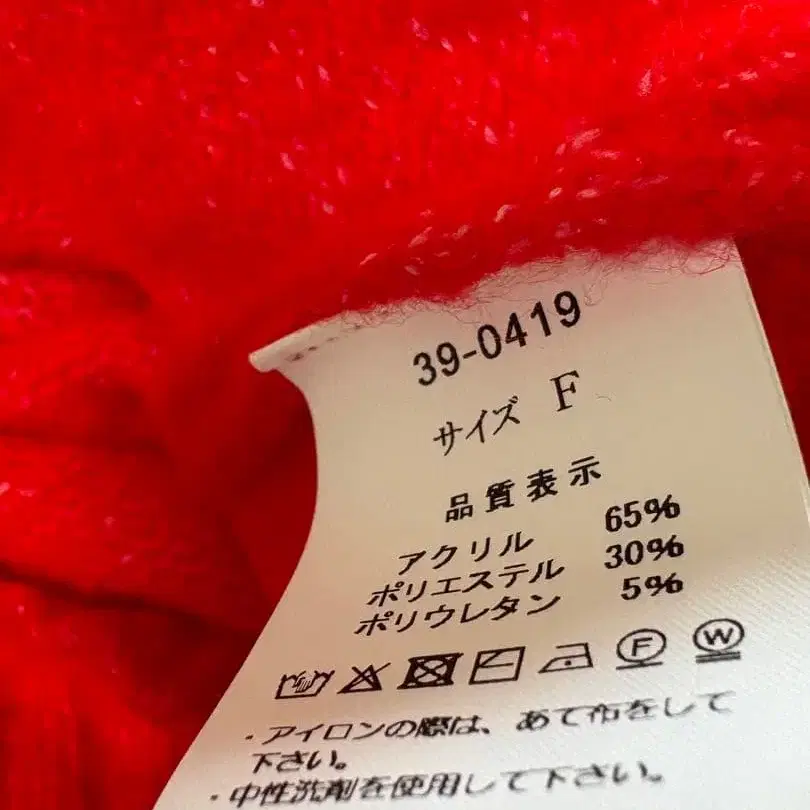 39-0419
サイズ F
品質表示
アクリル 65%
ポリエステル 30%
ポリウレタン 5%
F W
・アイロンの際は、あて布をして
下さい。
・中性洗剤を使用して下さい。